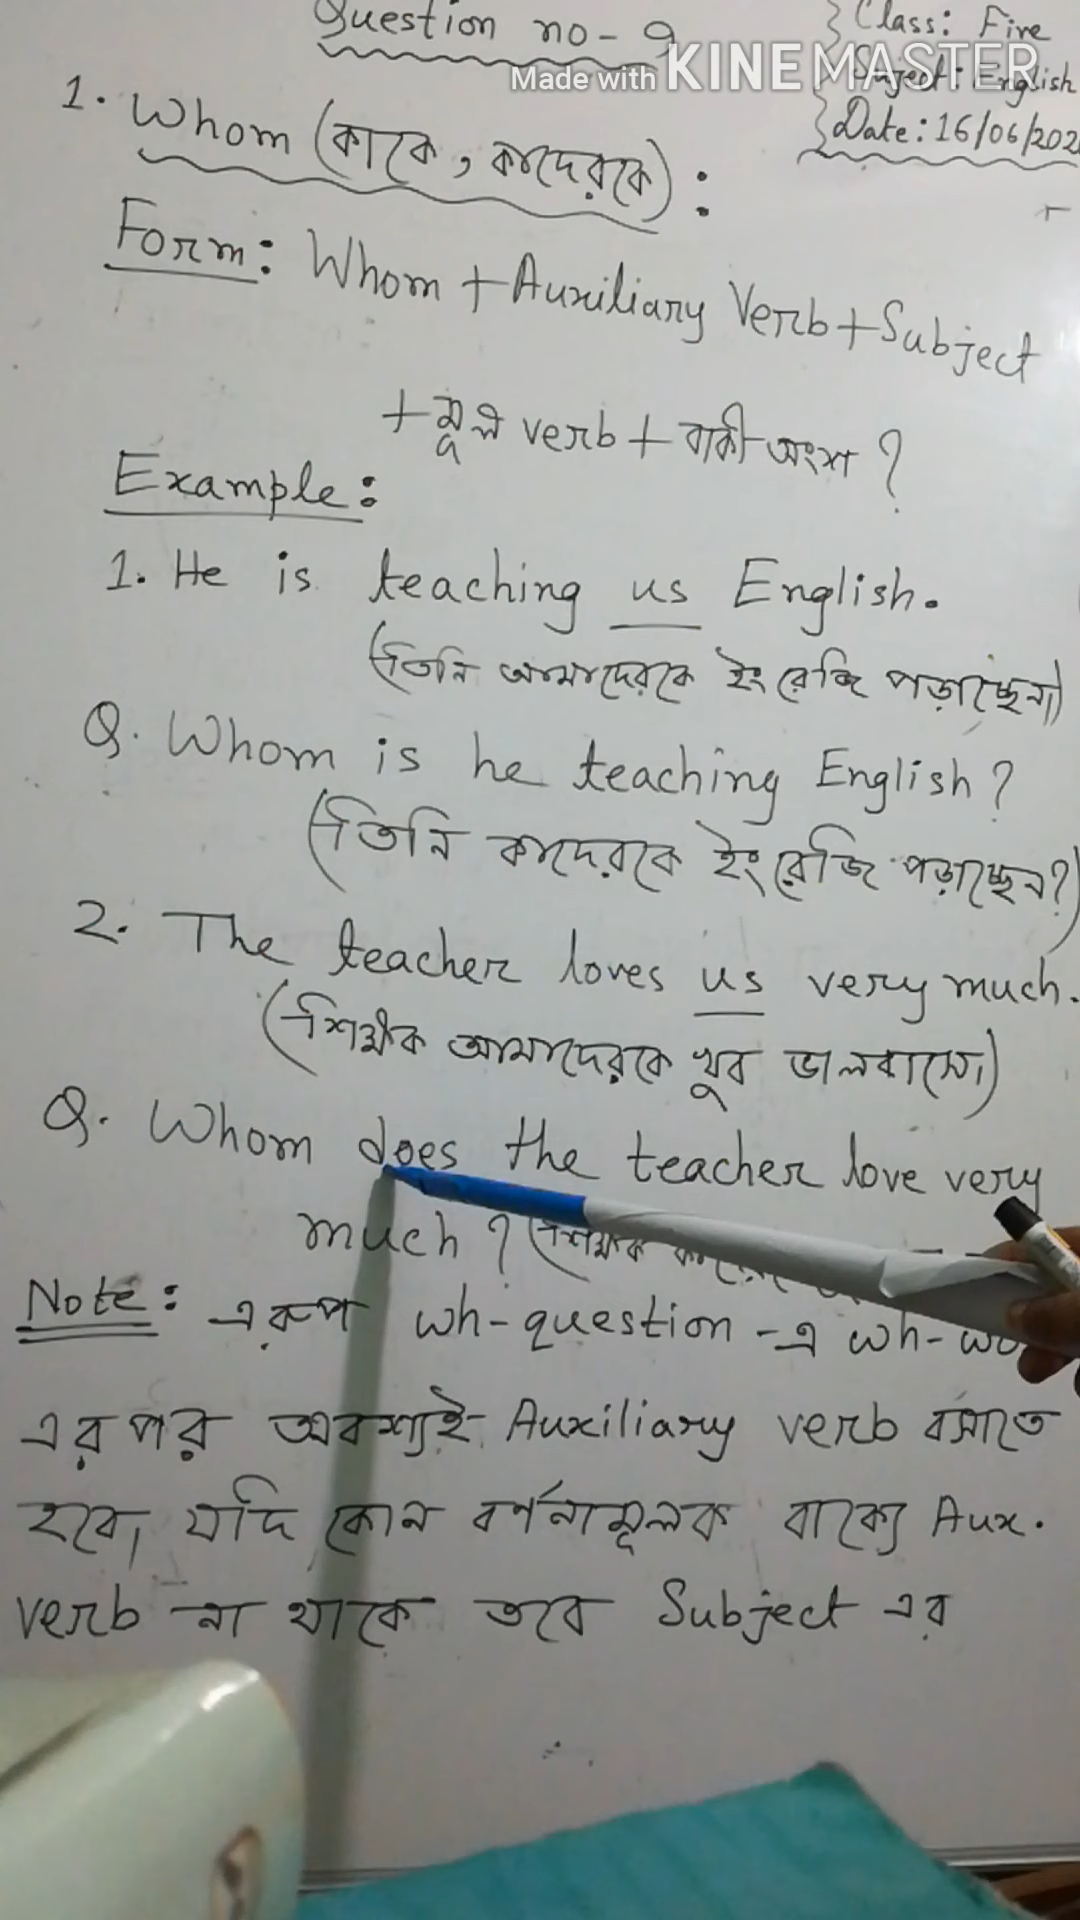 Question no - 9
Class: Five
Subject: English
Date: 16/06/202
Made with KINEMASTER
1. Whom (কাকে, কাদেরকে):
Form: Whom + Auxiliary Verb + Subject
+ মূল verb + বাকী অংশ ?
Example:
1. He is teaching us English.
(তিনি আমাদেরকে ইংরেজি পড়াচ্ছেন।)
Q. Whom is he teaching English?
(তিনি কাদেরকে ইংরেজি পড়াচ্ছেন?)
2. The teacher loves us very much.
(শিক্ষক আমাদেরকে খুব ভালবাসে।)
Q. Whom does the teacher love very
much ? (শিক্ষক
Note: এরুপ wh-question-এ wh-
এর পর অবশ্যই Auxiliary verb বসাতে
হবে। যদি কোন বর্ণনামূলক বাক্যে Aux.
verb না থাকে তবে Subject এর